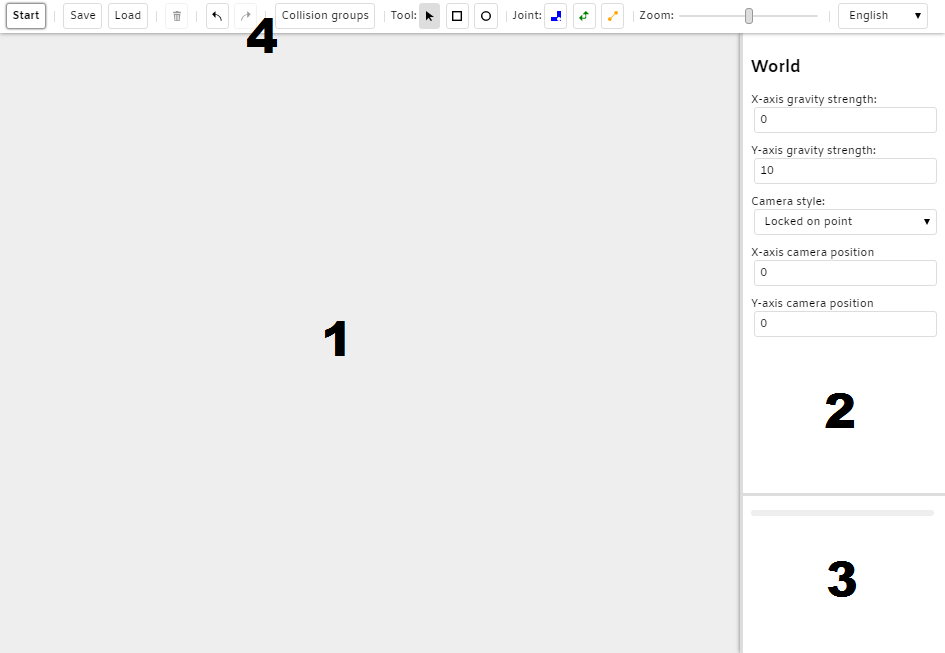 Start Save Load Collision groups Tool: Joint: Zoom: English
4
World
X-axis gravity strength:
0
Y-axis gravity strength:
10
Camera style:
Locked on point
X-axis camera position
0
Y-axis camera position
0
1
2
3